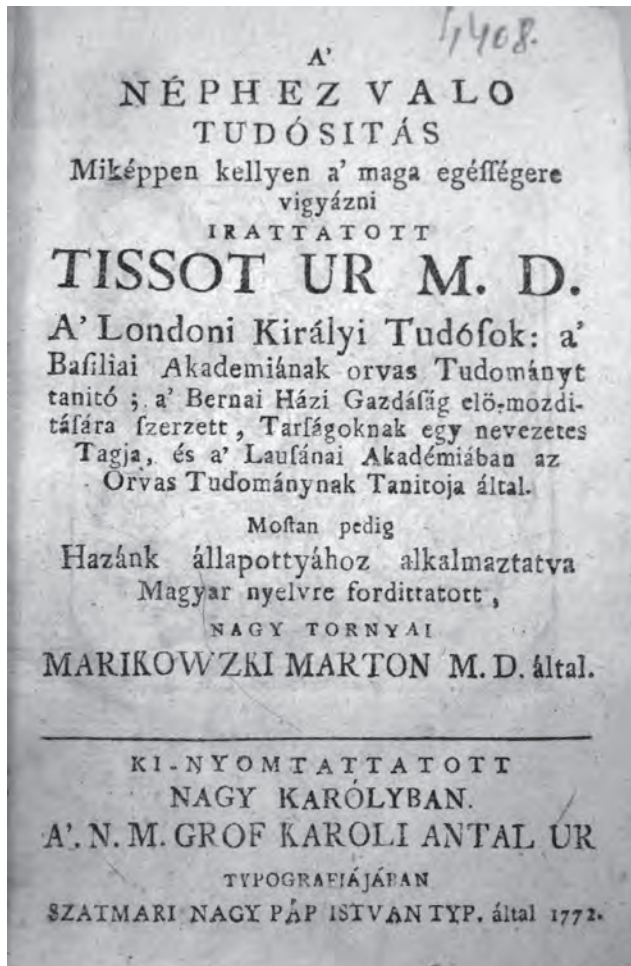 1408.
A'
NÉPHEZ VALO
TUDÓSITÁS
Miképpen kellyen a' maga egéſſégere
vigyázni
IRATTATOTT
TISSOT UR M. D.
A' Londoni Királyi Tudóſok: a'
Baſiliai Akademiának orvas Tudományt
tanitó ; a' Bernai Házi Gazdáſág elö-mozdi-
táſára ſzerzett, Tarſágoknak egy nevezetes
Tagja, és a' Lauſánai Akadémiában az
Orvas Tudománynak Tanitoja által.
Moſtan pedig
Hazánk állapottyához alkalmaztatva
Magyar nyelvre fordittatott,
NAGY TORNYAI
MARIKOWZKI MARTON M. D. által.
KI-NYOMTATTATOTT
NAGY KARÓLYBAN.
A'. N. M. GROF KAROLI ANTAL UR
TYPOGRAFIÁJÁBAN
SZATMARI NAGY PÁP ISTVAN TYP. által 1772.